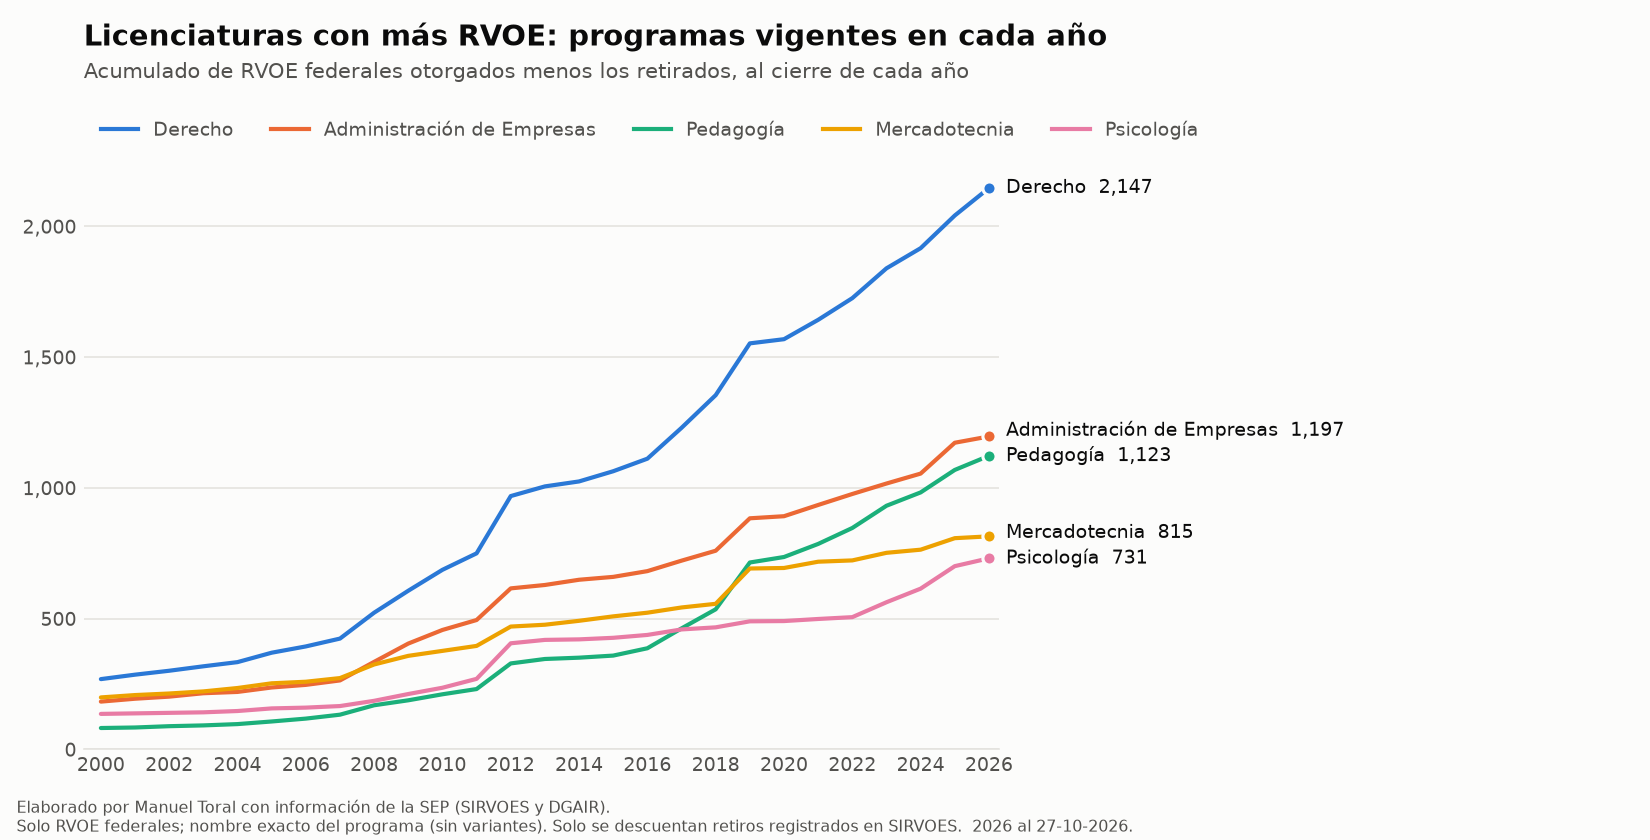 Licenciaturas con más RVOE: programas vigentes en cada año
Acumulado de RVOE federales otorgados menos los retirados, al cierre de cada año
Derecho Administración de Empresas Pedagogía Mercadotecnia Psicología
Derecho 2,147
2,000
1,500
Administración de Empresas 1,197
Pedagogía 1,123
1,000
Mercadotecnia 815
Psicología 731
500
0
2000 2002 2004 2006 2008 2010 2012 2014 2016 2018 2020 2022 2024 2026
Elaborado por Manuel Toral con información de la SEP (SIRVOES y DGAIR).
Solo RVOE federales; nombre exacto del programa (sin variantes). Solo se descuentan retiros registrados en SIRVOES. 2026 al 27-10-2026.